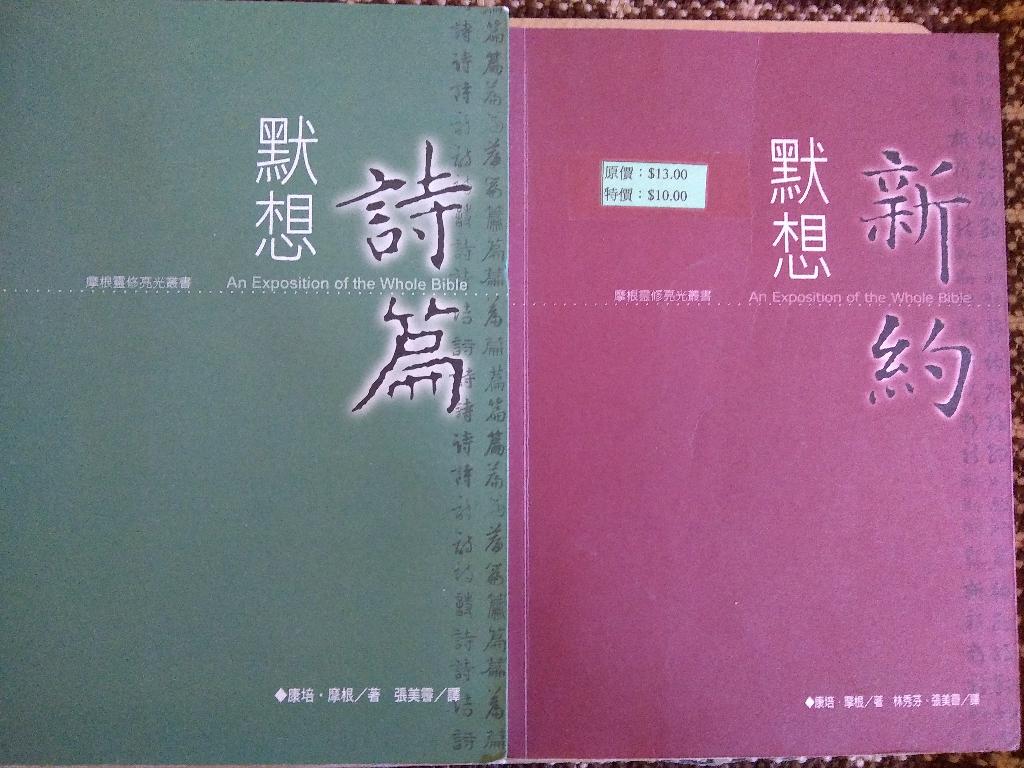 默想
詩篇
摩根靈修亮光叢書
An Exposition of the Whole Bible
◆康培·摩根／著 張美靈／譯
原價：$13.00
特價：$10.00
默想
新約
摩根靈修亮光叢書
An Exposition of the Whole Bible
◆康培·摩根／著 林秀芬·張美靈／譯